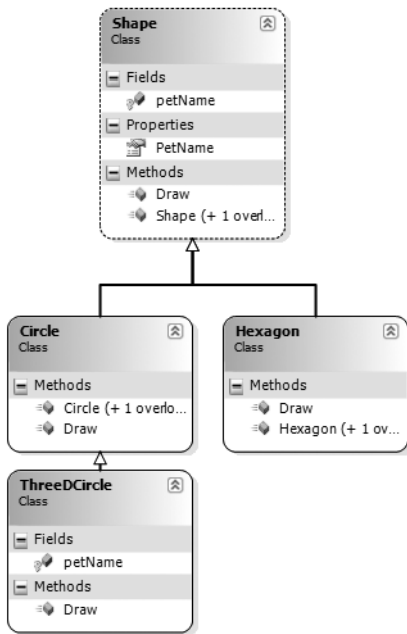 Shape
Class
Fields
petName
Properties
PetName
Methods
Draw
Shape (+ 1 overl...
Circle
Class
Methods
Circle (+ 1 overlo...
Draw
Hexagon
Class
Methods
Draw
Hexagon (+ 1 ov...
ThreeDCircle
Class
Fields
petName
Methods
Draw